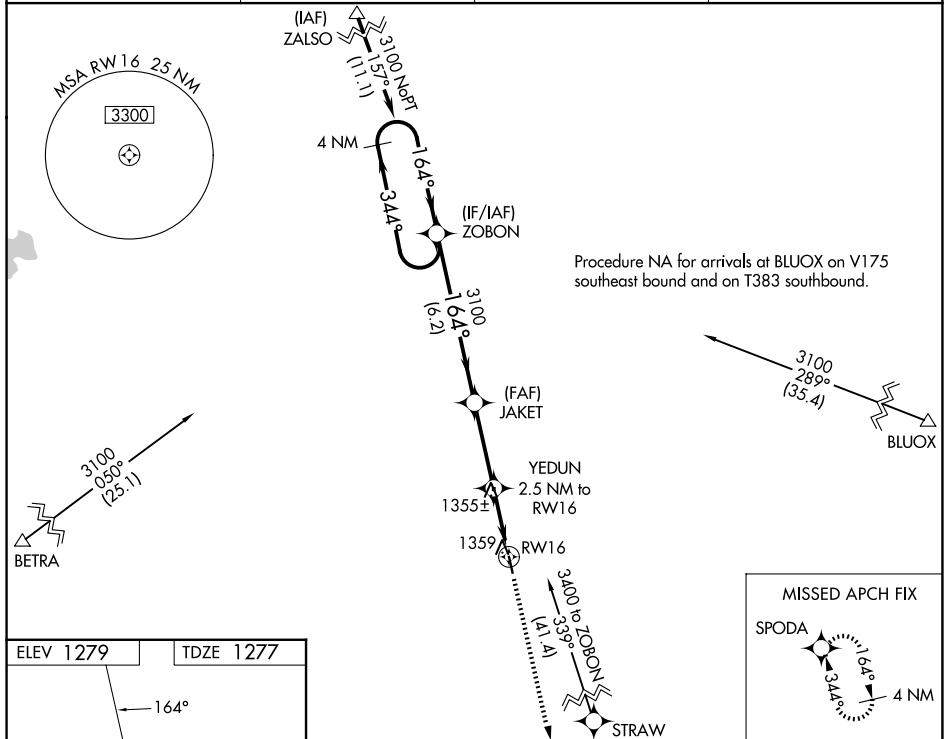 MSA RW16 25 NM
3300
(IAF)
ZALSO
3100 NoPT
157°
(11.1)
4 NM
164°
344°
(IF/IAF)
ZOBON
Procedure NA for arrivals at BLUOX on V175
southeast bound and on T383 southbound.
3100
164°
(6.2)
3100
289°
(35.4)
BLUOX
(FAF)
JAKET
3100
050°
(25.1)
BETRA
YEDUN
2.5 NM to
RW16
1355±
1359
RW16
3400 to ZOBON
339°
(41.4)
STRAW
MISSED APCH FIX
SPODA
164°
344°
4 NM
ELEV 1279
TDZE 1277
164°